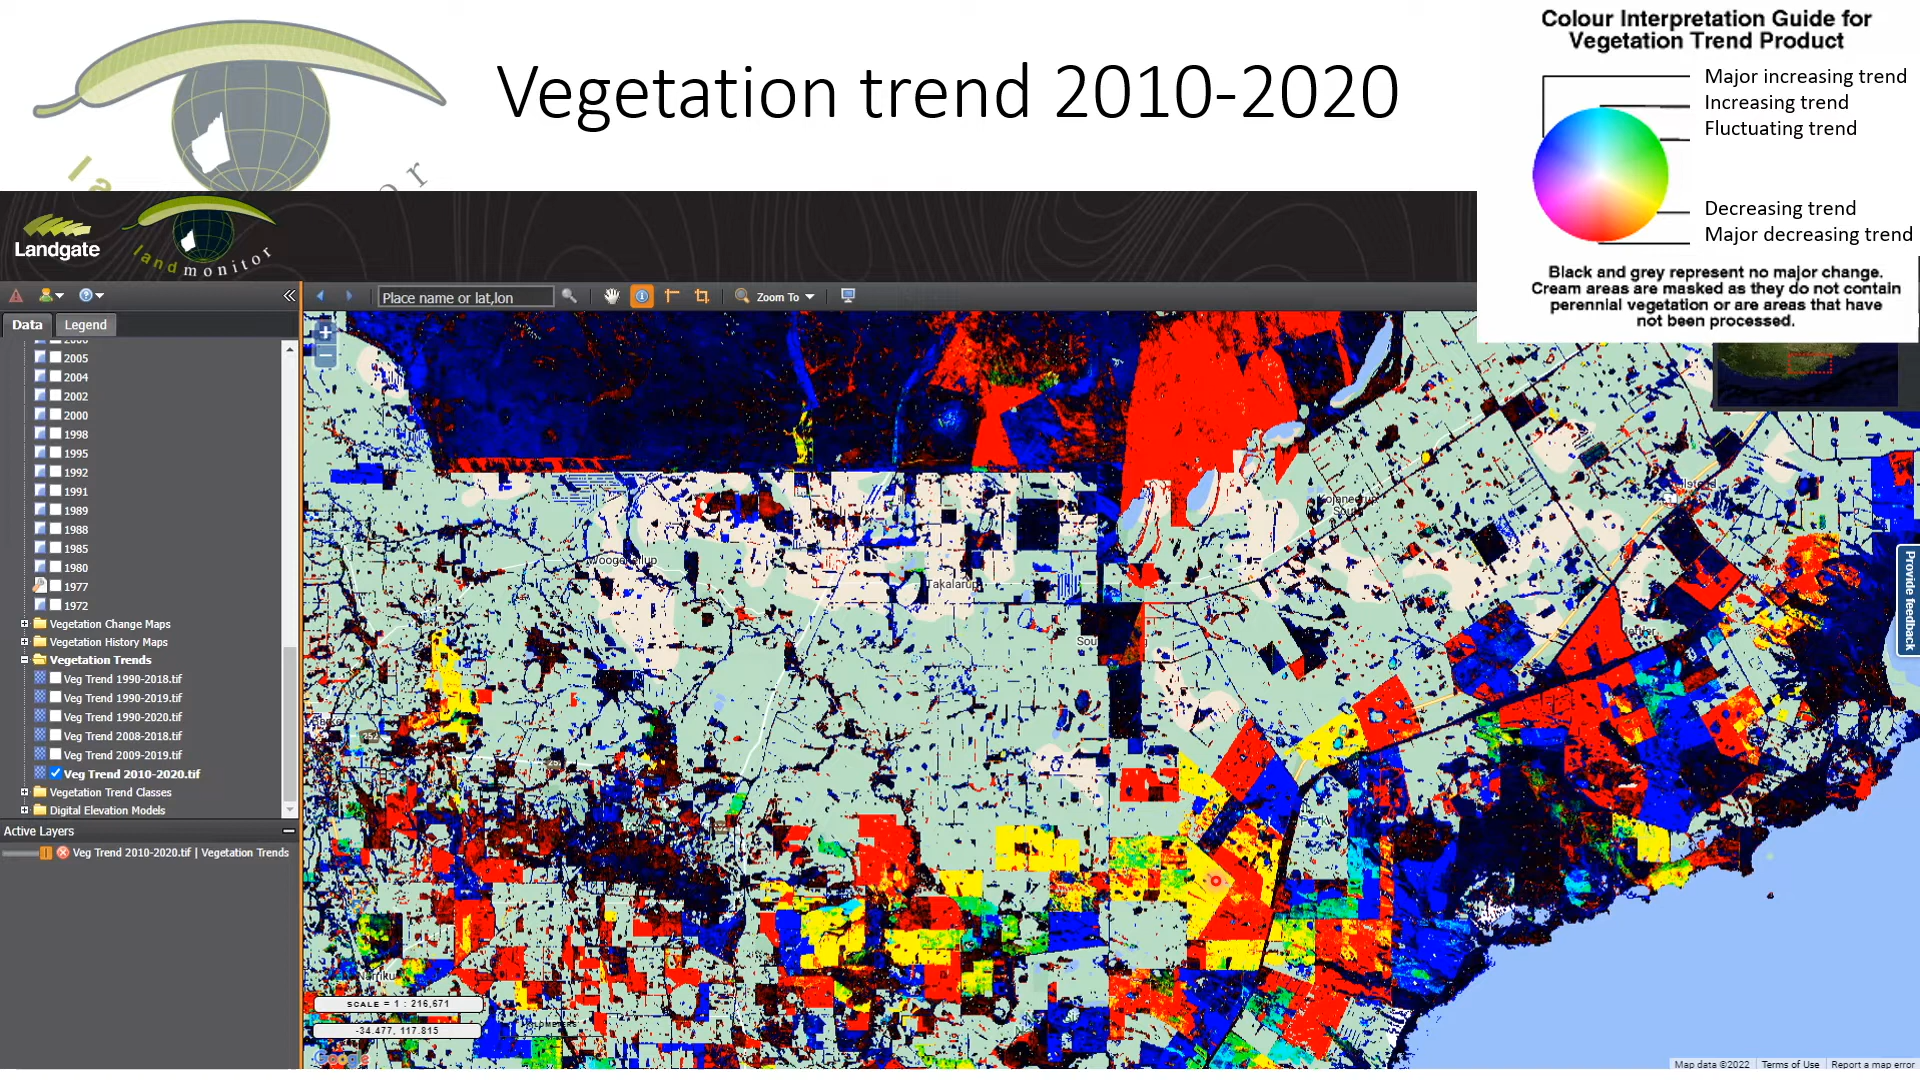 Vegetation trend 2010-2020
Colour Interpretation Guide for
Vegetation Trend Product
Major increasing trend
Increasing trend
Fluctuating trend
Decreasing trend
Major decreasing trend
Black and grey represent no major change.
Cream areas are masked as they do not contain
perennial vegetation or are areas that have
not been processed.
la
or
Landgate
landmonitor
Place name or lat,lon
Zoom To
Data
Legend
2005
2004
2002
2000
1998
1995
1992
1991
1989
1988
1985
1980
1977
1972
Vegetation Change Maps
Vegetation History Maps
Vegetation Trends
Veg Trend 1990-2018.tif
Veg Trend 1990-2019.tif
Veg Trend 1990-2020.tif
Veg Trend 2008-2018.tif
Veg Trend 2009-2019.tif
Veg Trend 2010-2020.tif
Vegetation Trend Classes
Digital Elevation Models
Active Layers
Veg Trend 2010-2020.tif | Vegetation Trends
Takalarup
252
SCALE = 1 : 216,671
-34.477, 117.815
Google
Provide feedback
Map data ©2022
Terms of Use
Report a map error